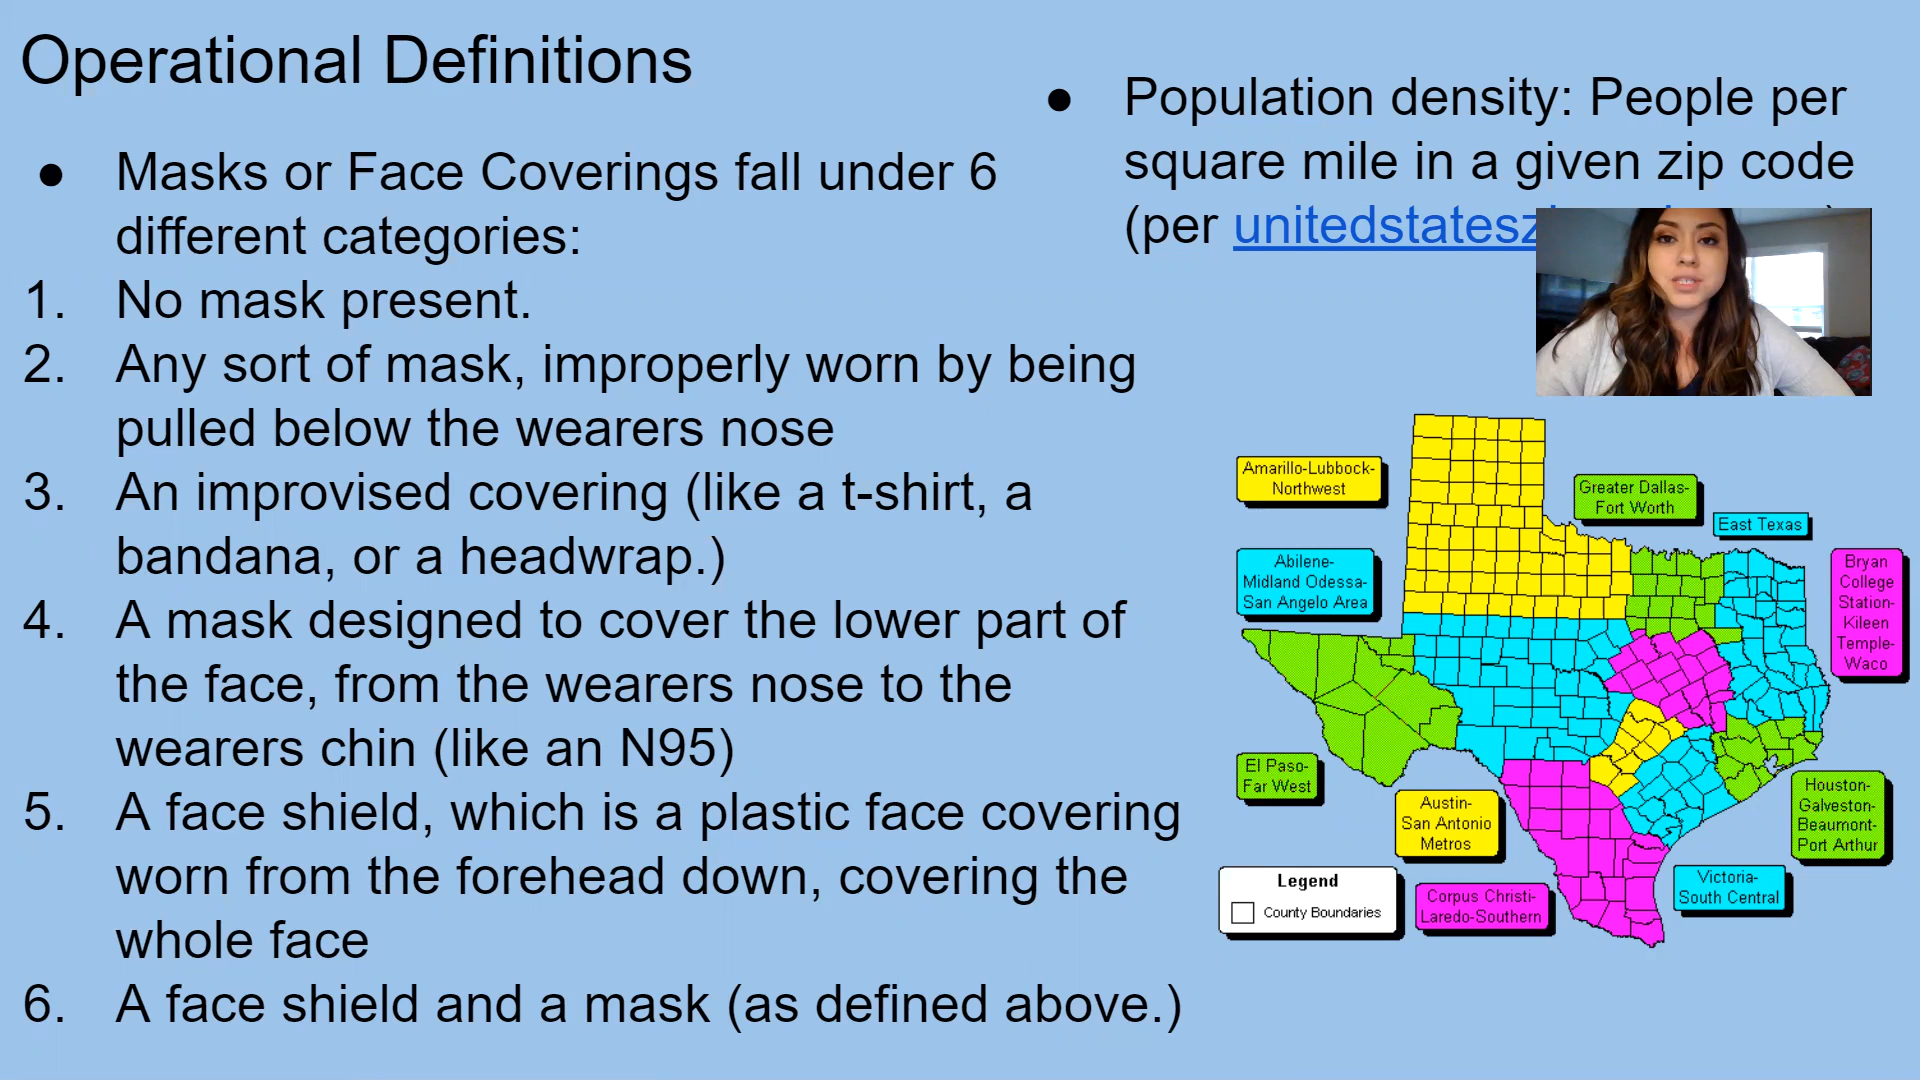 Operational Definitions
● Masks or Face Coverings fall under 6
different categories:
1. No mask present.
2. Any sort of mask, improperly worn by being
pulled below the wearers nose
3. An improvised covering (like a t-shirt, a
bandana, or a headwrap.)
4. A mask designed to cover the lower part of
the face, from the wearers nose to the
wearers chin (like an N95)
5. A face shield, which is a plastic face covering
worn from the forehead down, covering the
whole face
6. A face shield and a mask (as defined above.)
● Population density: People per
square mile in a given zip code
(per
Amarillo-Lubbock-
Northwest
Greater Dallas-
Fort Worth
East Texas
Abilene-
Midland Odessa-
San Angelo Area
Bryan
College
Station-
Kileen
Temple-
Waco
El Paso-
Far West
Austin-
San Antonio
Metros
Houston-
Galveston-
Beaumont-
Port Arthur
Victoria-
South Central
Corpus Christi-
Laredo-Southern
Legend
County Boundaries